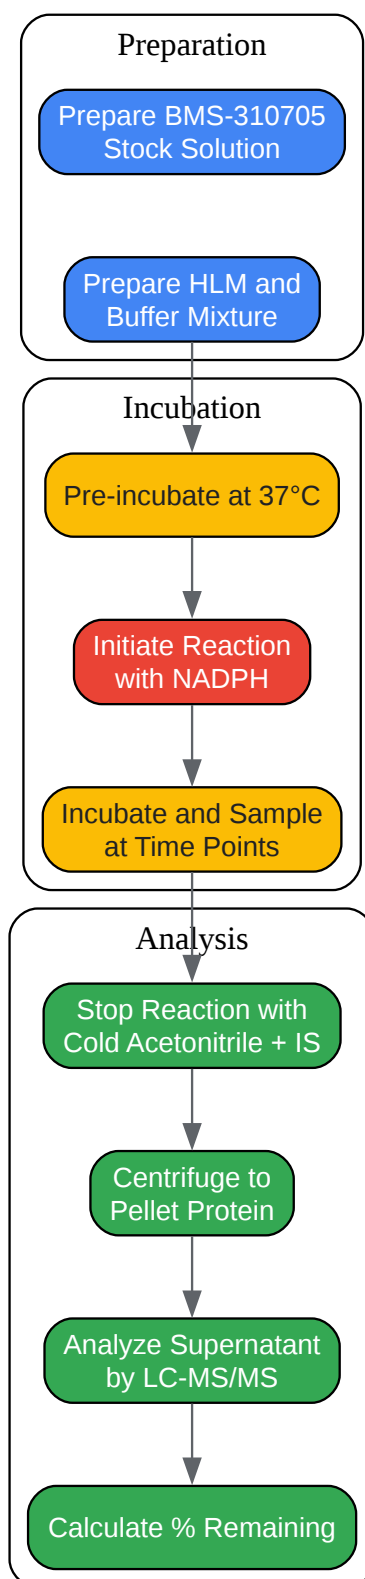 Preparation
Prepare BMS-310705
Stock Solution
Prepare HLM and
Buffer Mixture
Incubation
Pre-incubate at 37°C
Initiate Reaction
with NADPH
Incubate and Sample
at Time Points
Analysis
Stop Reaction with
Cold Acetonitrile + IS
Centrifuge to
Pellet Protein
Analyze Supernatant
by LC-MS/MS
Calculate % Remaining